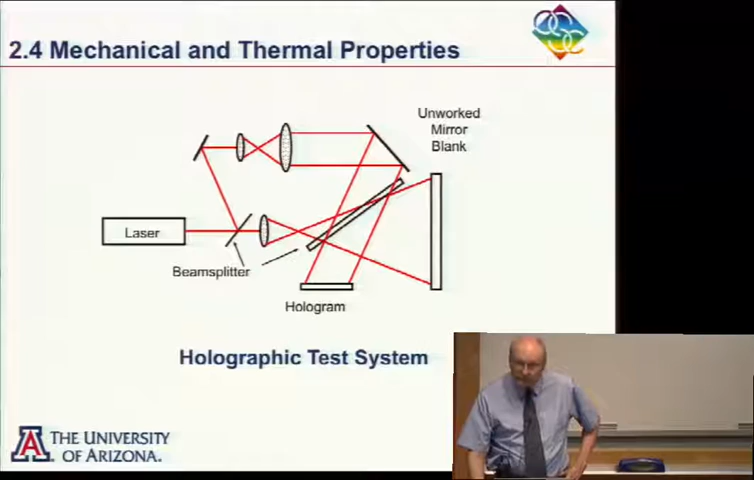 2.4 Mechanical and Thermal Properties
Unworked
Mirror
Blank
Laser
Beamsplitter
Hologram
Holographic Test System
A
THE UNIVERSITY
OF ARIZONA.